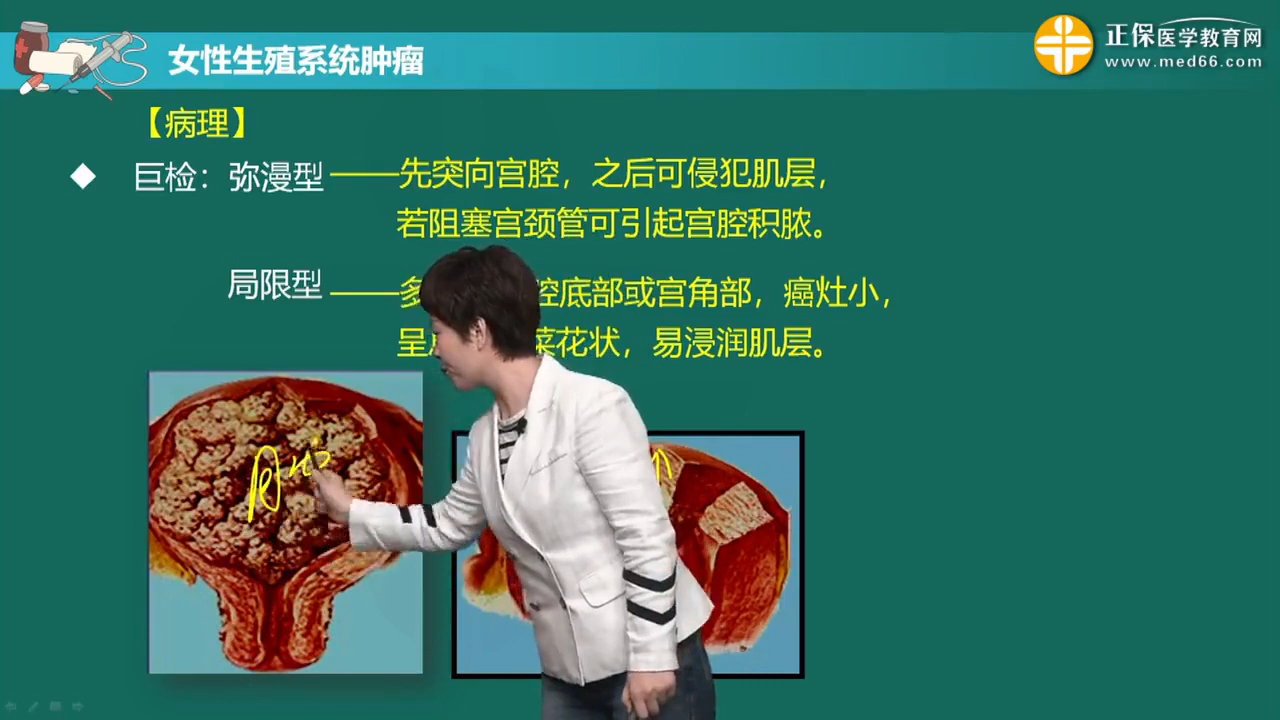 女性生殖系统肿瘤
正保医学教育网
www.med66.com
【病理】
巨检：弥漫型——先突向宫腔，之后可侵犯肌层，
若阻塞宫颈管可引起宫腔积脓。
局限型——多 腔底部或宫角部，癌灶小，
呈 菜花状，易浸润肌层。